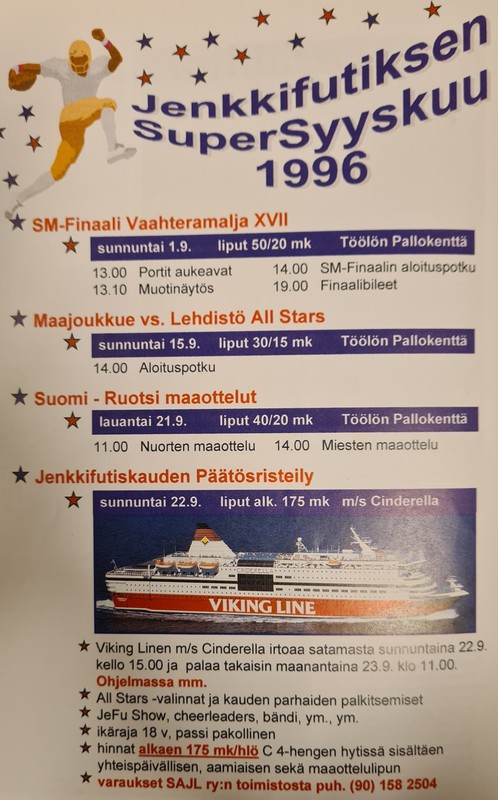 Jenkkifutiksen
SuperSyyskuu
1996
SM-Finaali Vaahteramalja XVII
sunnuntai 1.9. liput 50/20 mk Töölön Pallokenttä
13.00 Portit aukeavat 14.00 SM-Finaalin aloituspotku
13.10 Muotinäytös 19.00 Finaalibileet
Maajoukkue vs. Lehdistö All Stars
sunnuntai 15.9. liput 30/15 mk Töölön Pallokenttä
14.00 Aloituspotku
Suomi - Ruotsi maaottelut
lauantai 21.9. liput 40/20 mk Töölön Pallokenttä
11.00 Nuorten maaottelu 14.00 Miesten maaottelu
Jenkkifutiskauden Päätösristeily
sunnuntai 22.9. liput alk. 175 mk m/s Cinderella
VIKING LINE
Viking Linen m/s Cinderella irtoaa satamasta sunnuntaina 22.9.
kello 15.00 ja palaa takaisin maanantaina 23.9. klo 11.00.
Ohjelmassa mm.
All Stars -valinnat ja kauden parhaiden palkitsemiset
JeFu Show, cheerleaders, bändi, ym., ym.
ikäraja 18 v, passi pakollinen
hinnat alkaen 175 mk/hlö C 4-hengen hytissä sisältäen
yhteispäivällisen, aamiaisen sekä maaottelulipun
varaukset SAJL ry:n toimistosta puh. (90) 158 2504